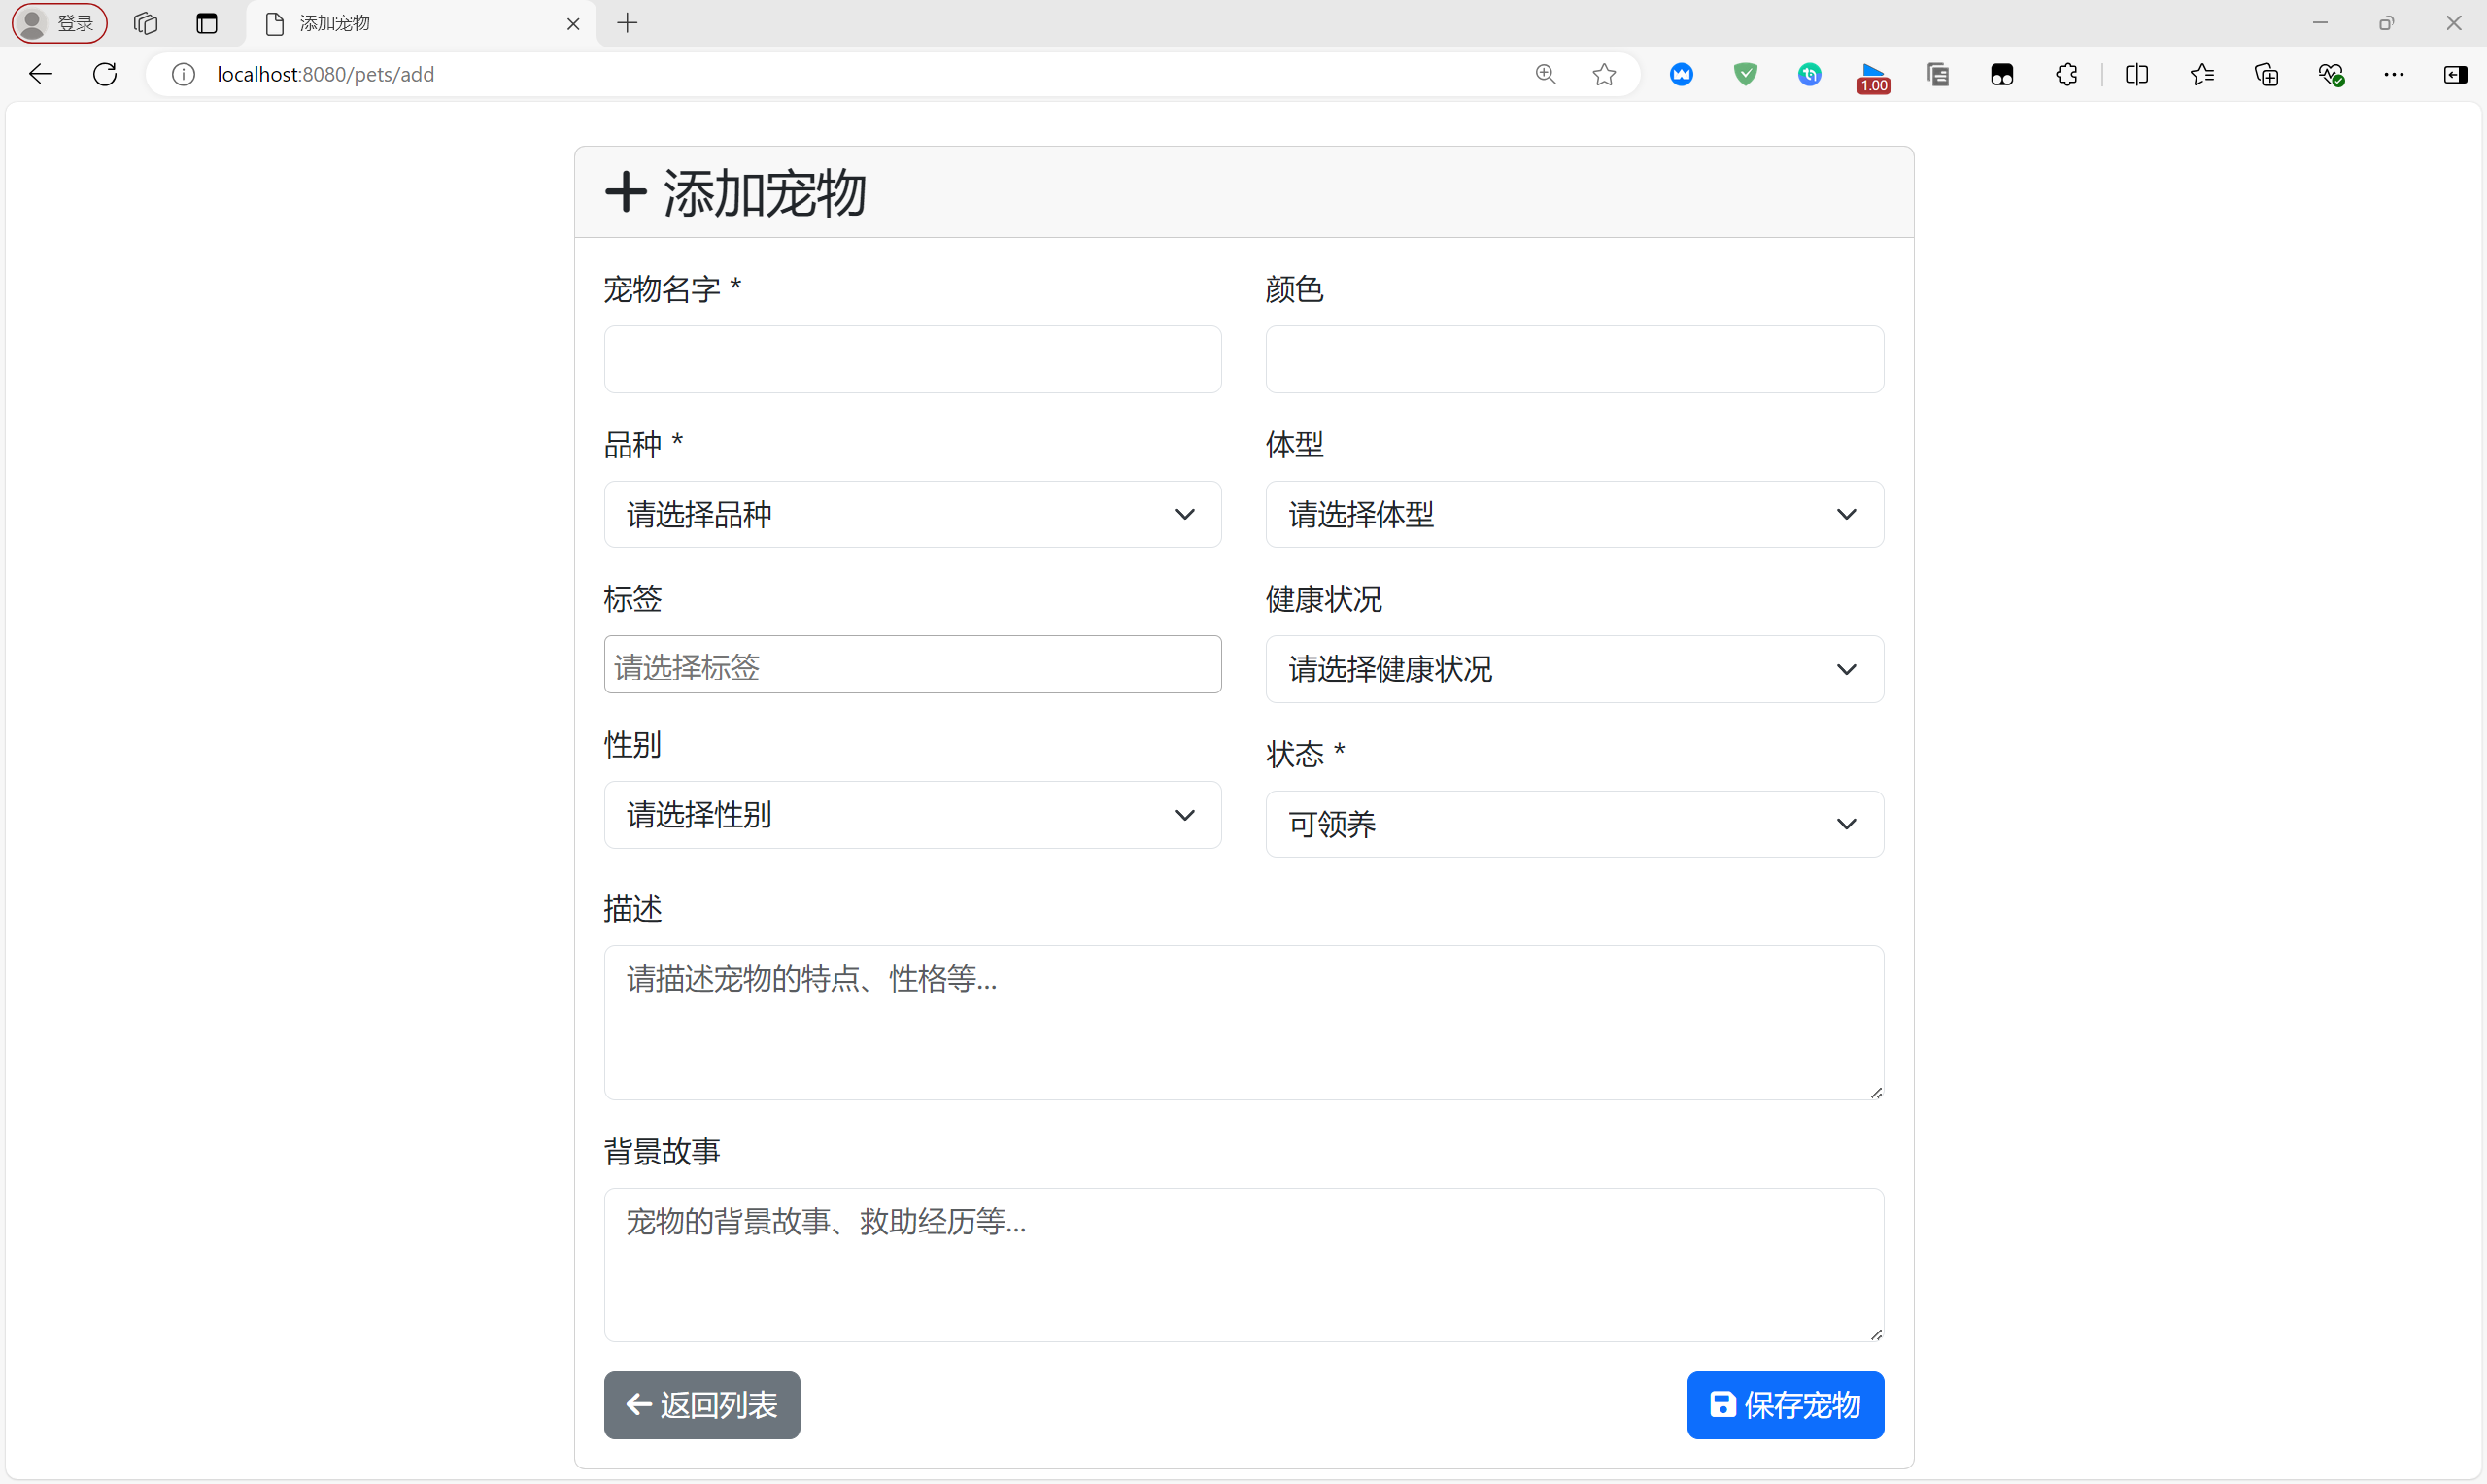 登录
添加宠物
localhost:8080/pets/add
1.00
添加宠物
宠物名字 *
颜色
品种 *
请选择品种
体型
请选择体型
标签
请选择标签
健康状况
请选择健康状况
性别
请选择性别
状态 *
可领养
描述
请描述宠物的特点、性格等...
背景故事
宠物的背景故事、救助经历等...
返回列表
保存宠物